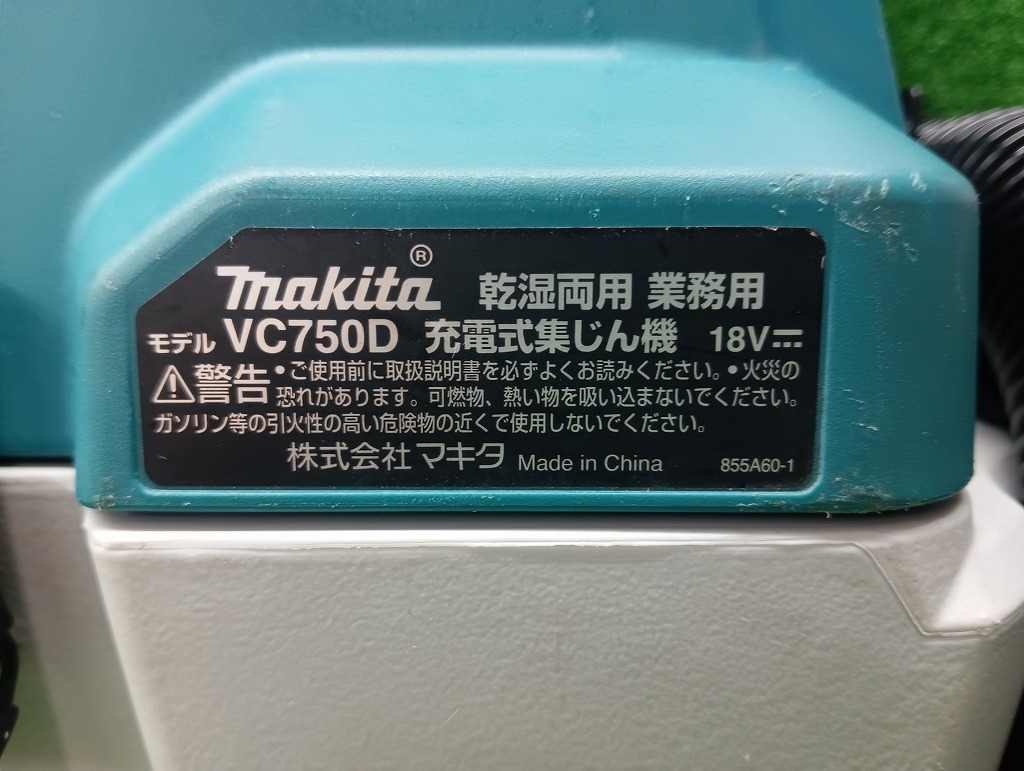 makita® 乾湿両用 業務用
モデル VC750D 充電式集じん機 18V⎓
⚠警告 •ご使用前に取扱説明書を必ずよくお読みください。•火災の
恐れがあります。可燃物、熱い物を吸い込まないでください。
ガソリン等の引火性の高い危険物の近くで使用しないでください。
株式会社 マキタ Made in China 855A60-1